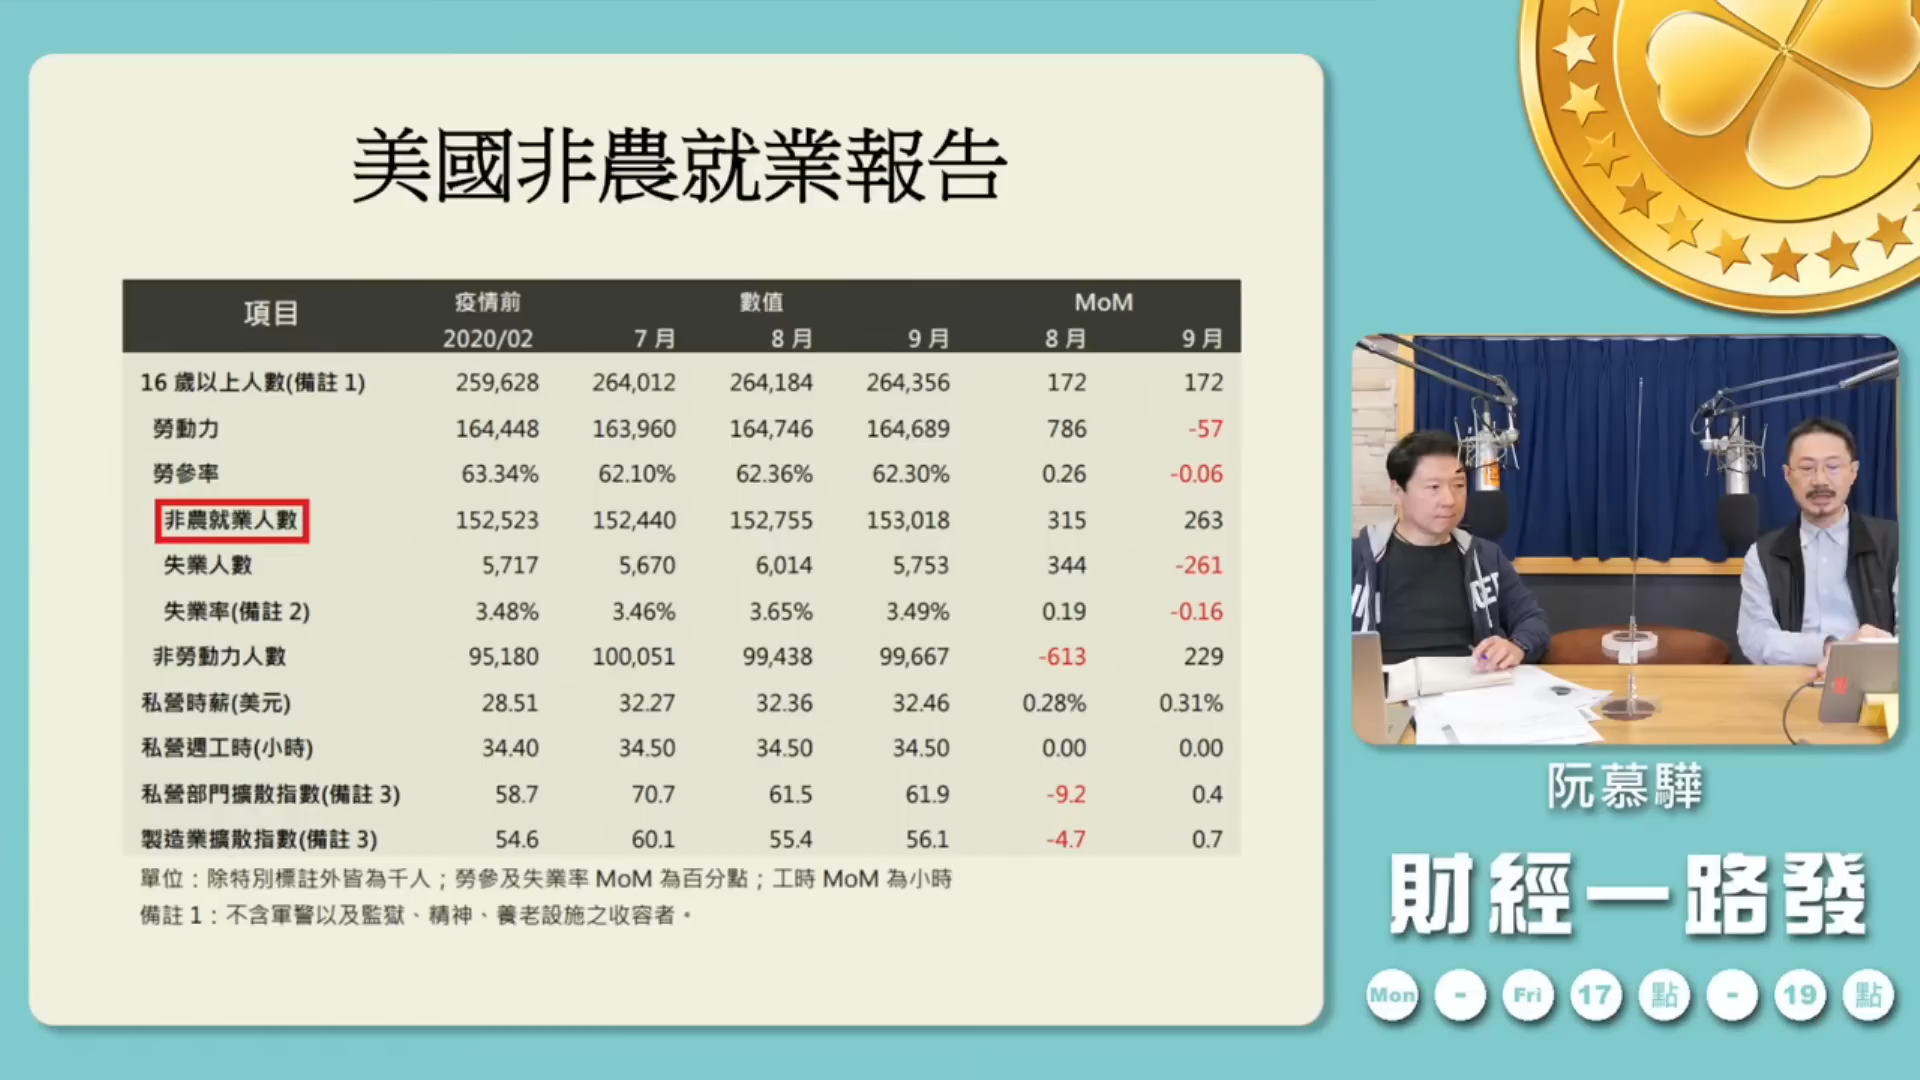 美國非農就業報告
項目 疫情前 數值 MoM
2020/02 7 月 8 月 9 月 8 月 9 月
16 歲以上人數(備註 1) 259,628 264,012 264,184 264,356 172 172
勞動力 164,448 163,960 164,746 164,689 786 -57
勞參率 63.34% 62.10% 62.36% 62.30% 0.26 -0.06
非農就業人數 152,523 152,440 152,755 153,018 315 263
失業人數 5,717 5,670 6,014 5,753 344 -261
失業率(備註 2) 3.48% 3.46% 3.65% 3.49% 0.19 -0.16
非勞動力人數 95,180 100,051 99,438 99,667 -613 229
私營時薪(美元) 28.51 32.27 32.36 32.46 0.28% 0.31%
私營週工時(小時) 34.40 34.50 34.50 34.50 0.00 0.00
私營部門擴散指數(備註 3) 58.7 70.7 61.5 61.9 -9.2 0.4
製造業擴散指數(備註 3) 54.6 60.1 55.4 56.1 -4.7 0.7
單位：除特別標註外皆為千人；勞參及失業率 MoM 為百分點；工時 MoM 為小時
備註 1：不含軍警以及監獄、精神、養老設施之收容者。
阮慕驊
財經一路發
Mon - Fri 17 點 - 19 點